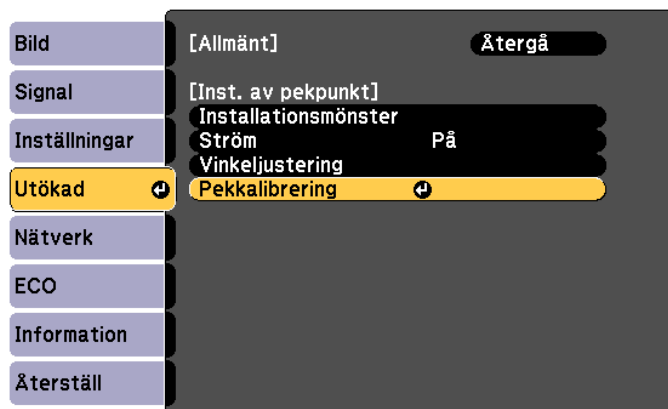 Bild
Signal
Inställningar
Utökad
Nätverk
ECO
Information
Återställ
[Allmänt] Återgå
[Inst. av pekpunkt]
Installationsmönster
Ström På
Vinkeljustering
Pekkalibrering